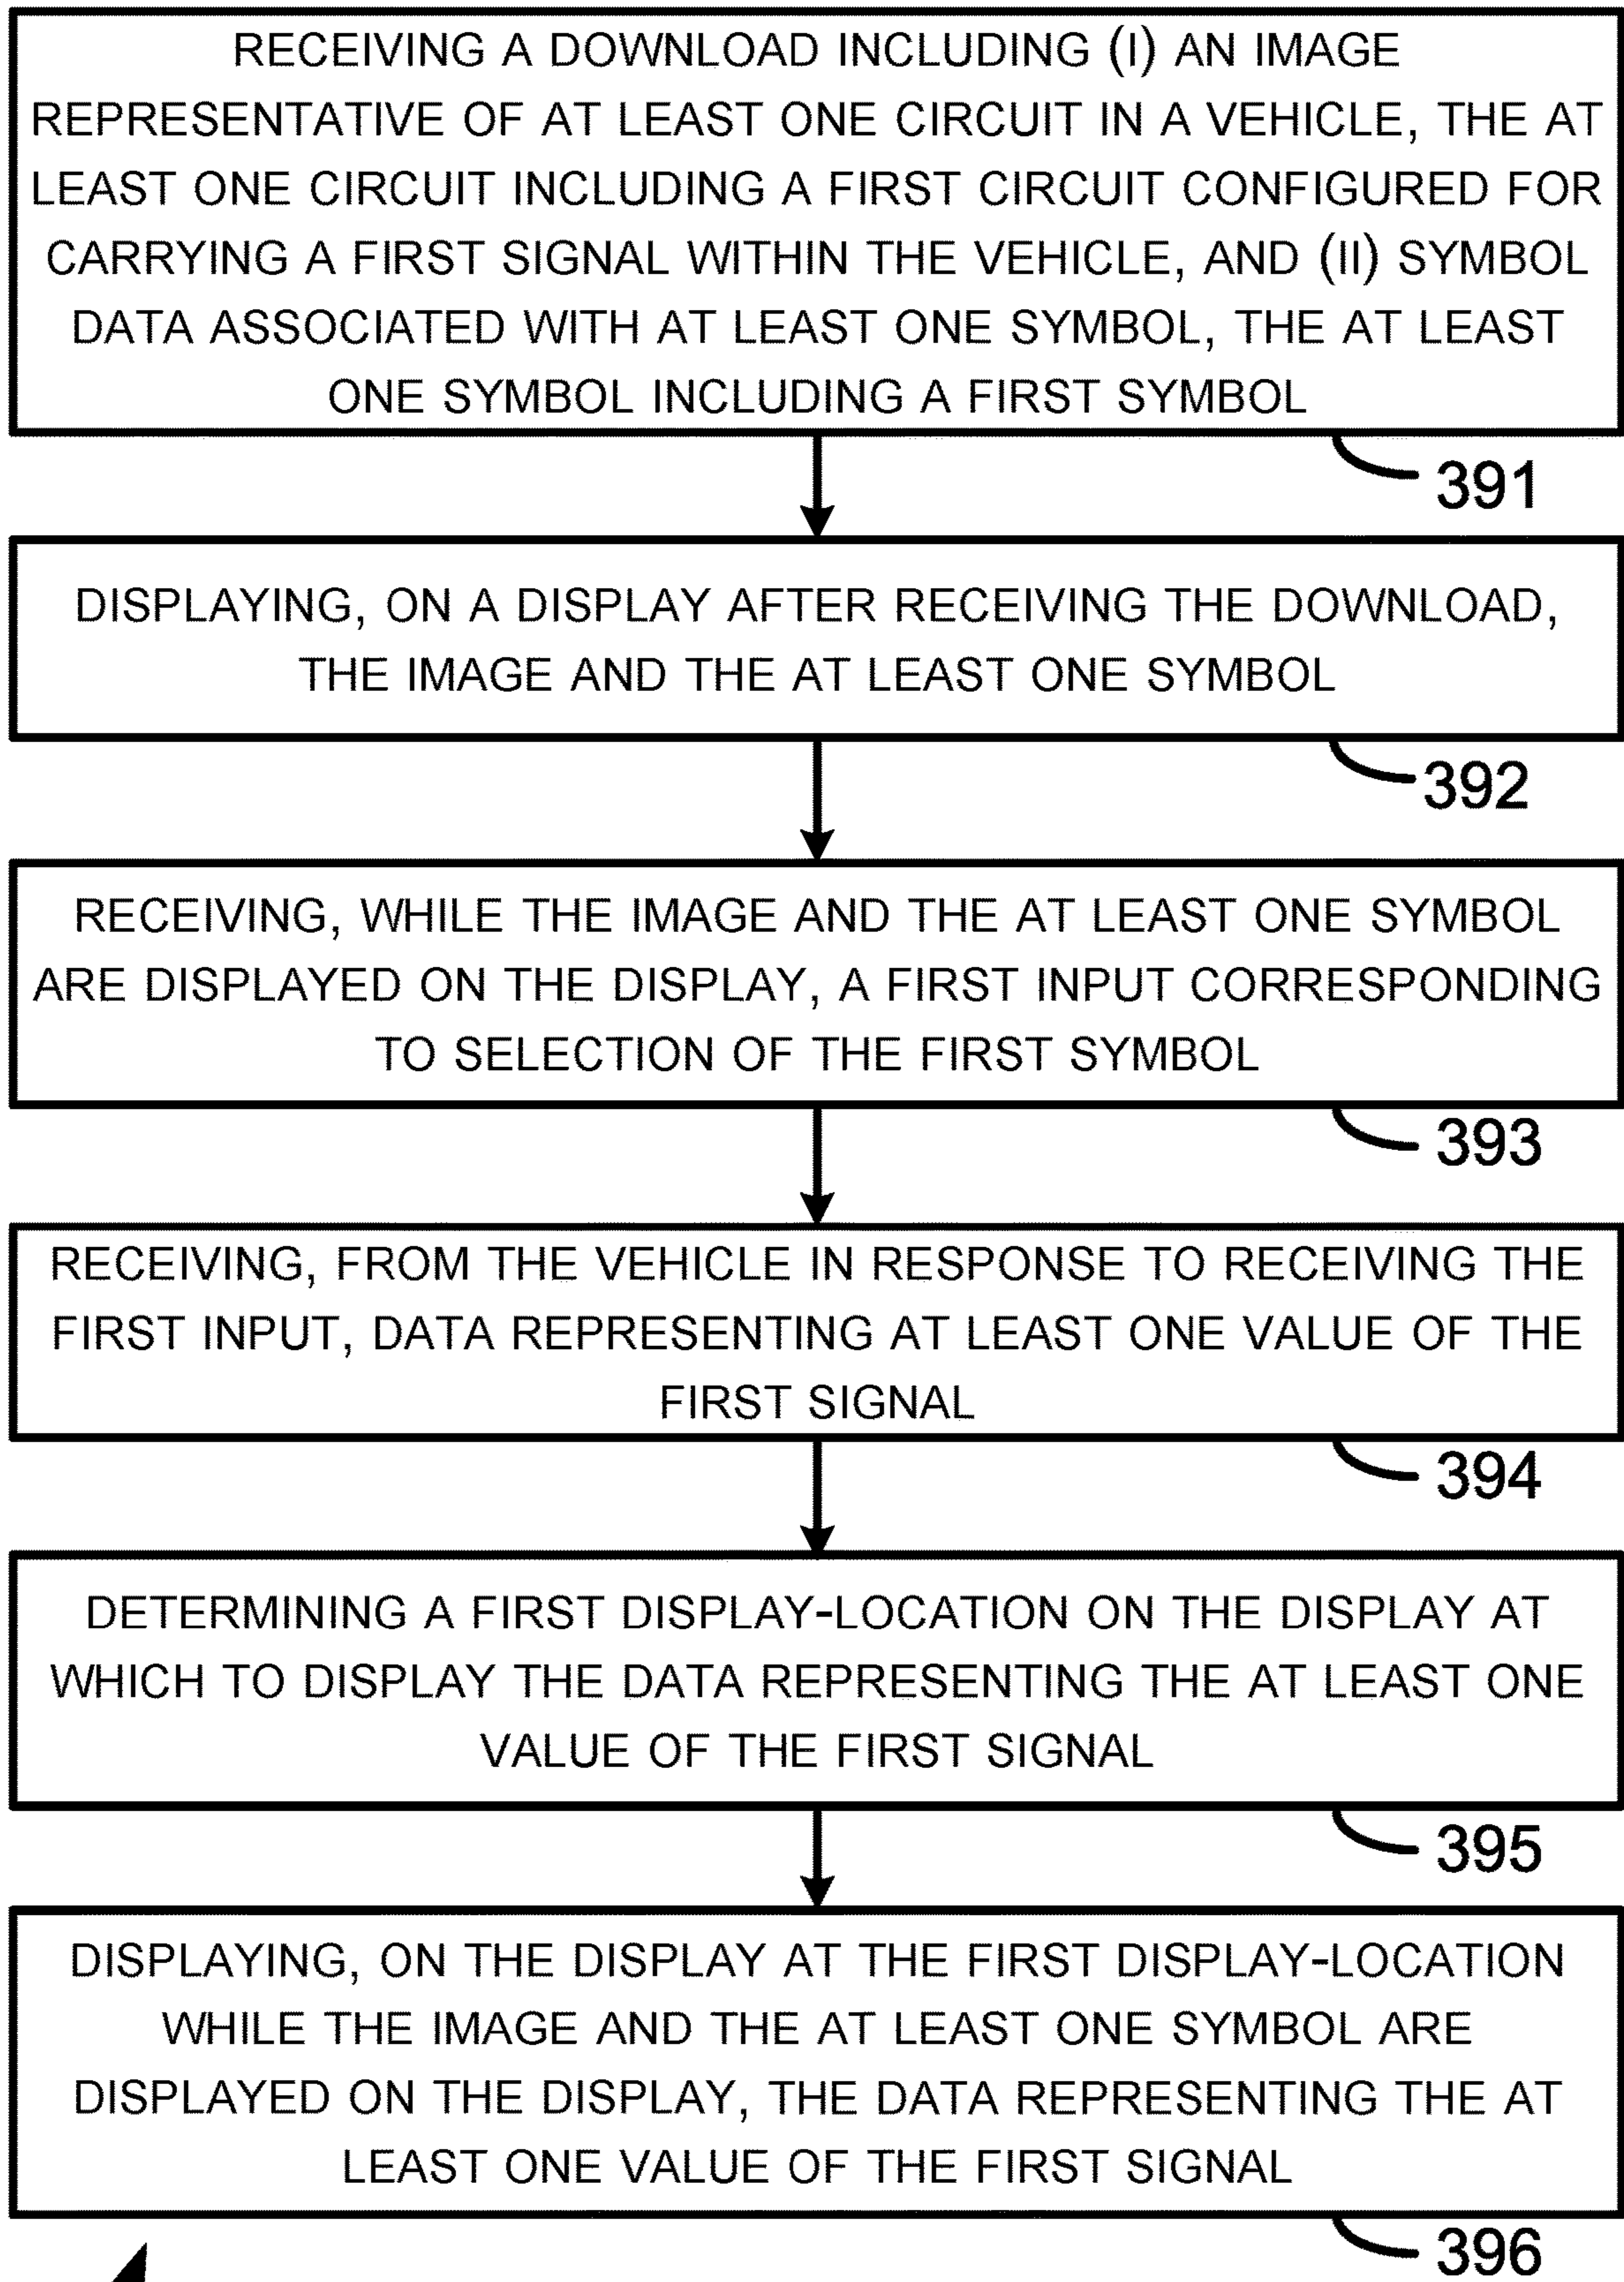 RECEIVING A DOWNLOAD INCLUDING (I) AN IMAGE
REPRESENTATIVE OF AT LEAST ONE CIRCUIT IN A VEHICLE, THE AT
LEAST ONE CIRCUIT INCLUDING A FIRST CIRCUIT CONFIGURED FOR
CARRYING A FIRST SIGNAL WITHIN THE VEHICLE, AND (II) SYMBOL
DATA ASSOCIATED WITH AT LEAST ONE SYMBOL, THE AT LEAST
ONE SYMBOL INCLUDING A FIRST SYMBOL
391
DISPLAYING, ON A DISPLAY AFTER RECEIVING THE DOWNLOAD,
THE IMAGE AND THE AT LEAST ONE SYMBOL
392
RECEIVING, WHILE THE IMAGE AND THE AT LEAST ONE SYMBOL
ARE DISPLAYED ON THE DISPLAY, A FIRST INPUT CORRESPONDING
TO SELECTION OF THE FIRST SYMBOL
393
RECEIVING, FROM THE VEHICLE IN RESPONSE TO RECEIVING THE
FIRST INPUT, DATA REPRESENTING AT LEAST ONE VALUE OF THE
FIRST SIGNAL
394
DETERMINING A FIRST DISPLAY-LOCATION ON THE DISPLAY AT
WHICH TO DISPLAY THE DATA REPRESENTING THE AT LEAST ONE
VALUE OF THE FIRST SIGNAL
395
DISPLAYING, ON THE DISPLAY AT THE FIRST DISPLAY-LOCATION
WHILE THE IMAGE AND THE AT LEAST ONE SYMBOL ARE
DISPLAYED ON THE DISPLAY, THE DATA REPRESENTING THE AT
LEAST ONE VALUE OF THE FIRST SIGNAL
396